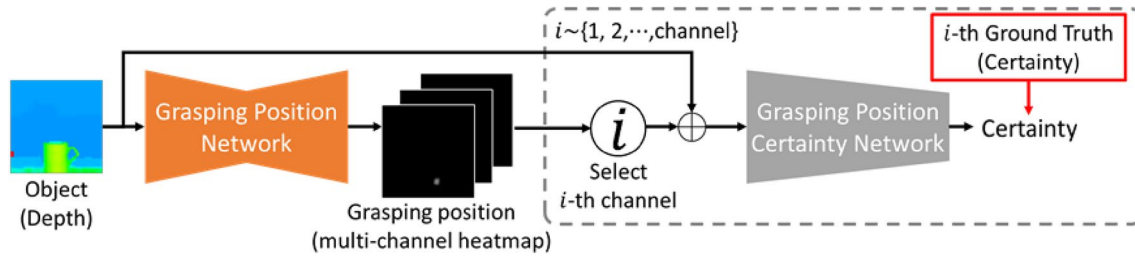 Object
(Depth)
Grasping Position
Network
Grasping position
(multi-channel heatmap)
i~{1, 2,⋯,channel}
i
Select
i-th channel
Grasping Position
Certainty Network
i-th Ground Truth
(Certainty)
Certainty